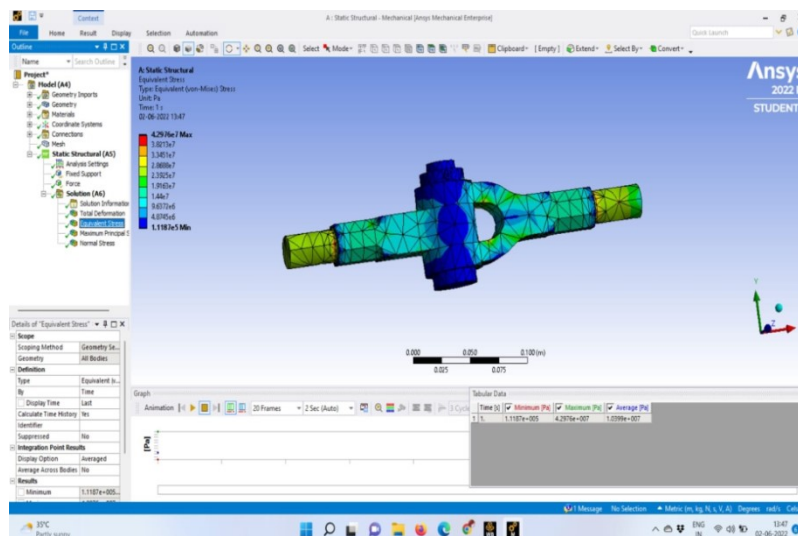 Context
A : Static Structural - Mechanical [Ansys Mechanical Enterprise]
File Home Result Display Selection Automation
Quick Launch
Outline
Select Mode Clipboard [ Empty ] Extend Select By Convert
Name Search Outline
Project*
Model (A4)
Geometry Imports
Geometry
Materials
Coordinate Systems
Connections
Mesh
Static Structural (A5)
Analysis Settings
Fixed Support
Force
Solution (A6)
Solution Information
Total Deformation
Equivalent Stress
Maximum Principal S
Normal Stress
A: Static Structural
Equivalent Stress
Type: Equivalent (von-Mises) Stress
Unit: Pa
Time: 1 s
02-06-2022 13:47
4.2976e7 Max
3.8213e7
3.3451e7
2.8688e7
2.3925e7
1.9163e7
1.44e7
9.6372e6
4.8745e6
1.1187e5 Min
Ansys
2022
STUDENT
Y
Z
0.000 0.050 0.100 (m)
0.025 0.075
Details of "Equivalent Stress"
Scope
Scoping Method Geometry Se...
Geometry All Bodies
Definition
Type Equivalent (v...
By Time
Display Time Last
Calculate Time History Yes
Identifier
Suppressed No
Integration Point Results
Display Option Averaged
Average Across Bodies No
Results
Minimum 1.1187e+005...
Graph
Animation 20 Frames 2 Sec (Auto) 3 Cycle
[Pa]
Tabular Data
Time [s] Minimum [Pa] Maximum [Pa] Average [Pa]
1 1. 1.1187e+005 4.2976e+007 1.0399e+007
1 Message No Selection Metric (m, kg, N, s, V, A) Degrees rad/s Cels
35°C
Partly sunny
ENG
IN
13:47
02-06-2022